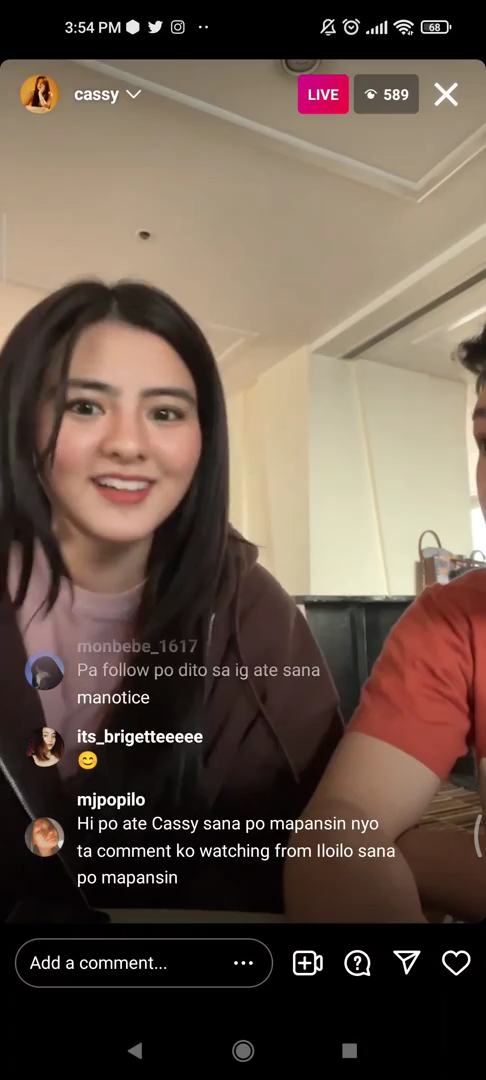 3:54 PM
68
cassy
LIVE
589
monbebe_1617
Pa follow po dito sa ig ate sana
manotice
its_brigetteeeee
😊
mjpopilo
Hi po ate Cassy sana po mapansin nyo
ta comment ko watching from Iloilo sana
po mapansin
Add a comment...